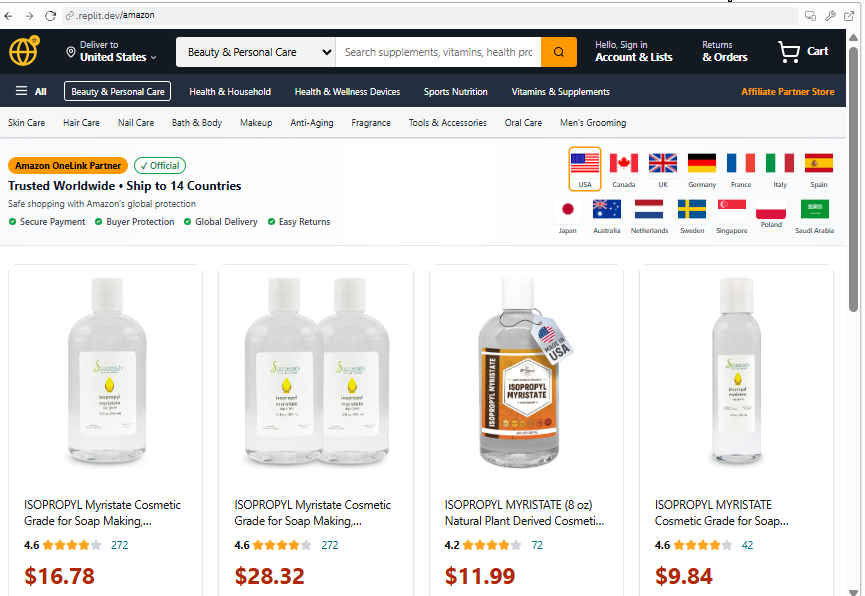 .replit.dev/amazon
Deliver to
United States
Beauty & Personal Care
Search supplements, vitamins, health prc
Hello, Sign in
Account & Lists
Returns
& Orders
Cart
All
Beauty & Personal Care
Health & Household
Health & Wellness Devices
Sports Nutrition
Vitamins & Supplements
Affiliate Partner Store
Skin Care
Hair Care
Nail Care
Bath & Body
Makeup
Anti-Aging
Fragrance
Tools & Accessories
Oral Care
Men's Grooming
Amazon OneLink Partner
✓ Official
Trusted Worldwide • Ship to 14 Countries
Safe shopping with Amazon's global protection
Secure Payment
Buyer Protection
Global Delivery
Easy Returns
USA
Canada
UK
Germany
France
Italy
Spain
Japan
Australia
Netherlands
Sweden
Singapore
Poland
Saudi Arabia
isopropyl
myristate
isopropyl
myristate
isopropyl
myristate
MADE IN
USA
ISOPROPYL MYRISTATE
ISOPROPYL
MYRISTATE
isopropyl
myristate
ISOPROPYL Myristate Cosmetic
Grade for Soap Making,...
4.6
272
$16.78
ISOPROPYL Myristate Cosmetic
Grade for Soap Making,...
4.6
272
$28.32
ISOPROPYL MYRISTATE (8 oz)
Natural Plant Derived Cosmeti...
4.2
72
$11.99
ISOPROPYL MYRISTATE
Cosmetic Grade for Soap...
4.6
42
$9.84